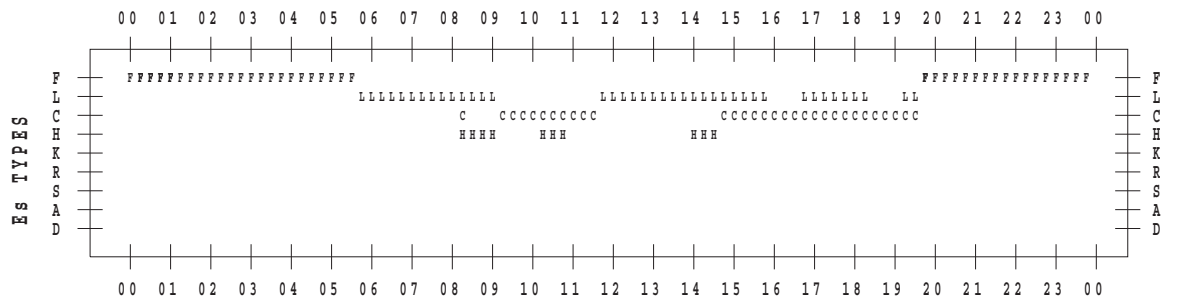 00 01 02 03 04 05 06 07 08 09 10 11 12 13 14 15 16 17 18 19 20 21 22 23 00
Es TYPES
F FFFFFFFFFFFFFFFFFFFFFFF FFFFFFFFFFFFFFFFF F
L LLLLLLLLLLLLLL LLLLLLLLLLLLLLLLL LLLLLLL LL L
C C CCCCCCCCCC CCCCCCCCCCCCCCCCCCCC C
H HHHH HHH HHH H
K K
R R
S S
A A
D D
00 01 02 03 04 05 06 07 08 09 10 11 12 13 14 15 16 17 18 19 20 21 22 23 00